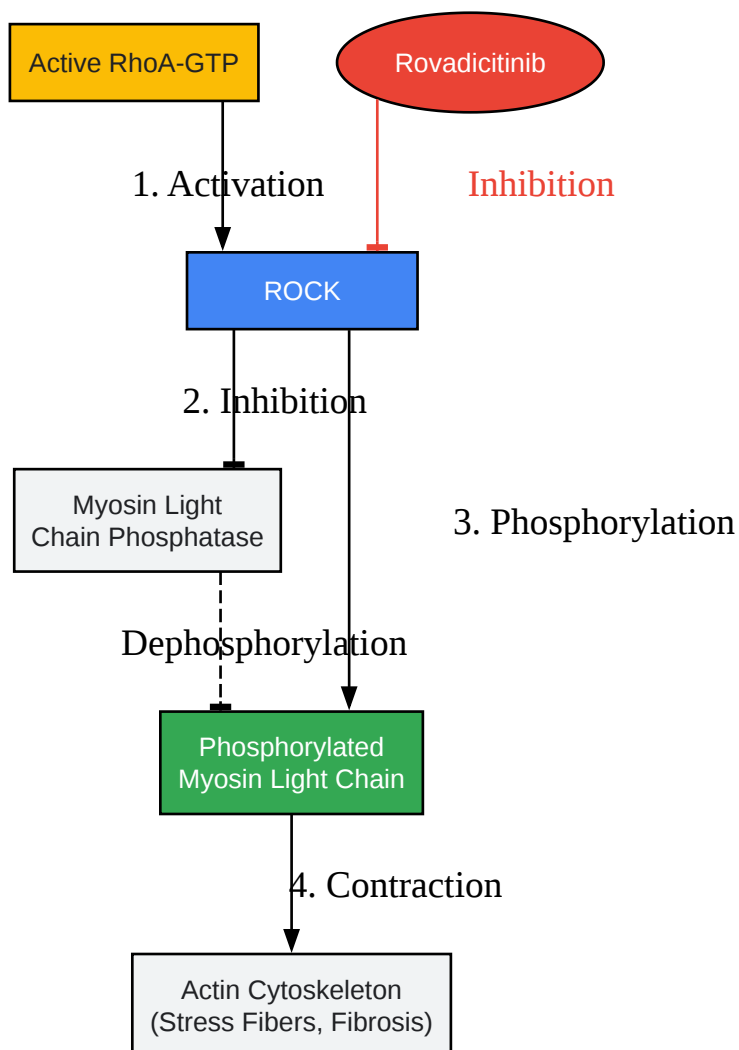 Active RhoA-GTP
Rovadicitinib
1. Activation
Inhibition
ROCK
2. Inhibition
Myosin Light
Chain Phosphatase
3. Phosphorylation
Dephosphorylation
Phosphorylated
Myosin Light Chain
4. Contraction
Actin Cytoskeleton
(Stress Fibers, Fibrosis)